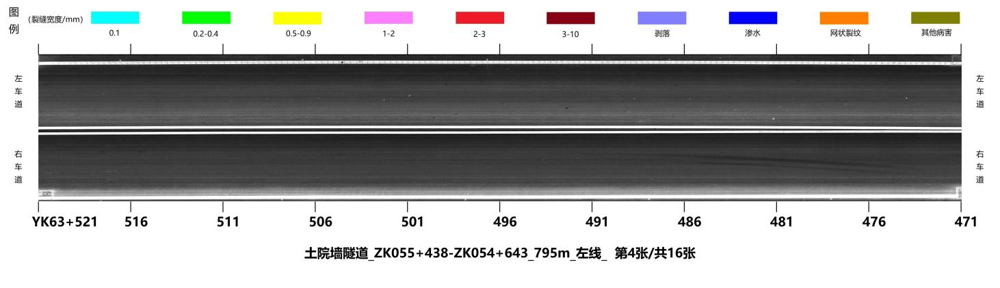 图例
(裂缝宽度/mm)
0.1 0.2-0.4 0.5-0.9 1-2 2-3 3-10 剥落 渗水 网状裂纹 其他病害
左车道 左车道
右车道 右车道
YK63+521 516 511 506 501 496 491 486 481 476 471
土院墙隧道_ZK055+438-ZK054+643_795m_左线_ 第4张/共16张